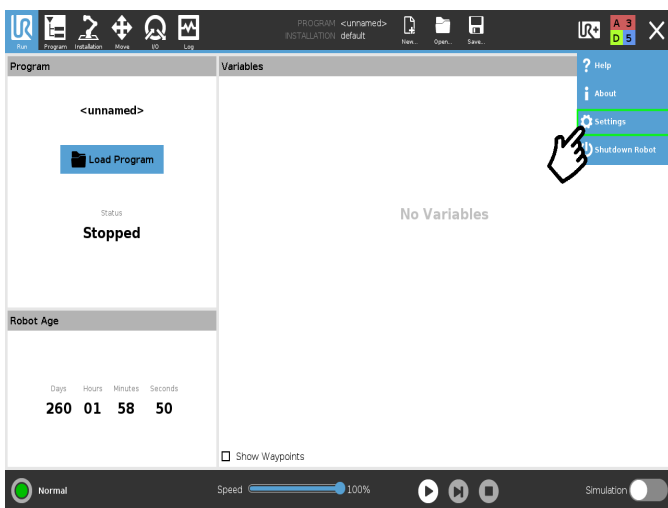 UR
Run
Program
Installation
Move
I/O
Log
PROGRAM <unnamed>
INSTALLATION default
New...
Open...
Save...
UR+
A 3
D 5
Program
Variables
? Help
i About
Settings
Shutdown Robot
<unnamed>
Load Program
Status
Stopped
No Variables
Robot Age
Days Hours Minutes Seconds
260 01 58 50
Show Waypoints
Normal
Speed 100%
Simulation